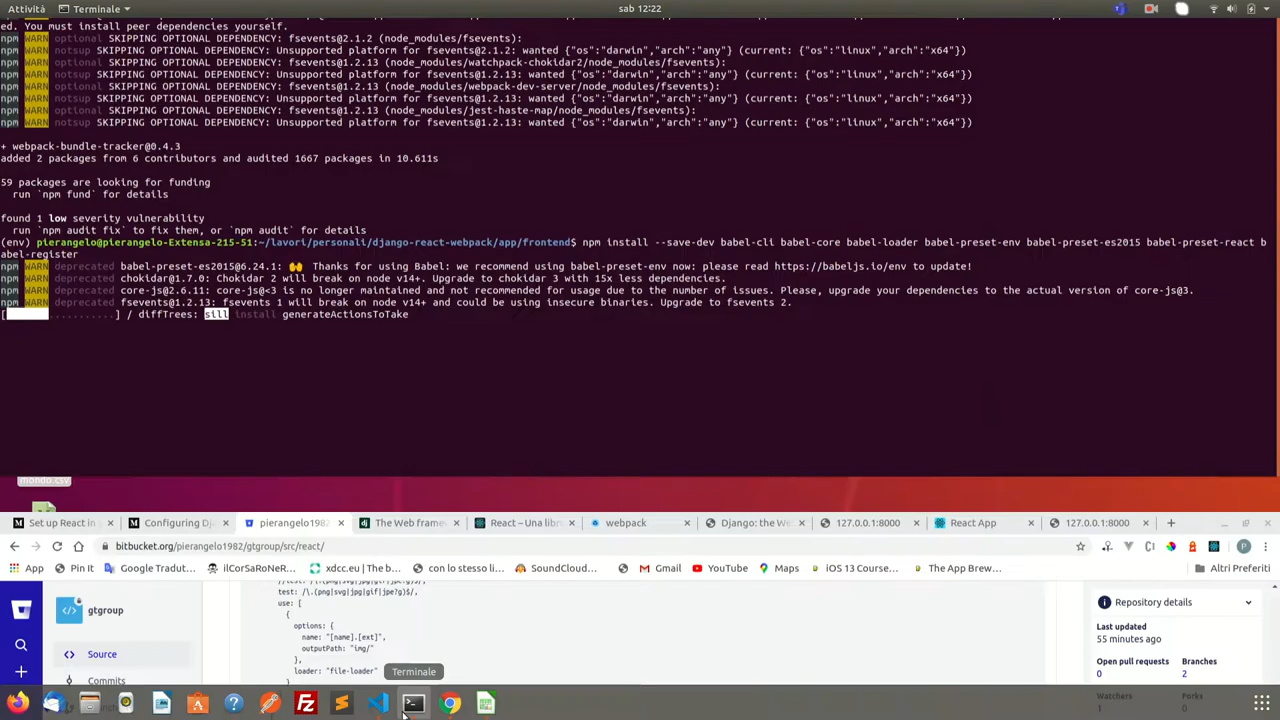 Attività
Terminale
sab 12:22
ed. You must install peer dependencies yourself.
npm WARN optional SKIPPING OPTIONAL DEPENDENCY: fsevents@2.1.2 (node_modules/fsevents):
npm WARN notsup SKIPPING OPTIONAL DEPENDENCY: Unsupported platform for fsevents@2.1.2: wanted {"os":"darwin","arch":"any"} (current: {"os":"linux","arch":"x64"})
npm WARN optional SKIPPING OPTIONAL DEPENDENCY: fsevents@1.2.13 (node_modules/watchpack-chokidar2/node_modules/fsevents):
npm WARN notsup SKIPPING OPTIONAL DEPENDENCY: Unsupported platform for fsevents@1.2.13: wanted {"os":"darwin","arch":"any"} (current: {"os":"linux","arch":"x64"})
npm WARN optional SKIPPING OPTIONAL DEPENDENCY: fsevents@1.2.13 (node_modules/webpack-dev-server/node_modules/fsevents):
npm WARN notsup SKIPPING OPTIONAL DEPENDENCY: Unsupported platform for fsevents@1.2.13: wanted {"os":"darwin","arch":"any"} (current: {"os":"linux","arch":"x64"})
npm WARN optional SKIPPING OPTIONAL DEPENDENCY: fsevents@1.2.13 (node_modules/jest-haste-map/node_modules/fsevents):
npm WARN notsup SKIPPING OPTIONAL DEPENDENCY: Unsupported platform for fsevents@1.2.13: wanted {"os":"darwin","arch":"any"} (current: {"os":"linux","arch":"x64"})
+ webpack-bundle-tracker@0.4.3
added 2 packages from 6 contributors and audited 1667 packages in 10.611s
59 packages are looking for funding
run `npm fund` for details
found 1 low severity vulnerability
run `npm audit fix` to fix them, or `npm audit` for details
(env) pierangelo@pierangelo-Extensa-215-51:~/lavori/personali/django-react-webpack/app/frontend$ npm install --save-dev babel-cli babel-core babel-loader babel-preset-env babel-preset-es2015 babel-preset-react b
abel-register
npm WARN deprecated babel-preset-es2015@6.24.1: 🙌 Thanks for using Babel: we recommend using babel-preset-env now: please read https://babeljs.io/env to update!
npm WARN deprecated chokidar@1.7.0: Chokidar 2 will break on node v14+. Upgrade to chokidar 3 with 15x less dependencies.
npm WARN deprecated core-js@2.6.11: core-js@<3 is no longer maintained and not recommended for usage due to the number of issues. Please, upgrade your dependencies to the actual version of core-js@3.
npm WARN deprecated fsevents@1.2.13: fsevents 1 will break on node v14+ and could be using insecure binaries. Upgrade to fsevents 2.
[ ...........] / diffTrees: sill install generateActionsToTake
mondo.csv
Set up React in y
Configuring Dja
pierangelo1982
The Web frame
React – Una libr
webpack
Django: the We
127.0.0.1:8000
React App
127.0.0.1:8000
bitbucket.org/pierangelo1982/gtgroup/src/react/
App
Pin It
Google Tradut...
ilCorSaRoNeR...
xdcc.eu | The b...
con lo stesso li...
SoundCloud...
Gmail
YouTube
Maps
iOS 13 Course...
The App Brew...
Altri Preferiti
gtgroup
Source
Commits
test: /\.(png|svg|jpg|gif|jpe?g)$/,
use: [
{
options: {
name: "[name].[ext]",
outputPath: "img/"
},
loader: "file-loader"
Repository details
Last updated
55 minutes ago
Open pull requests
0
Branches
2
Watchers
1
Forks
0
Terminale